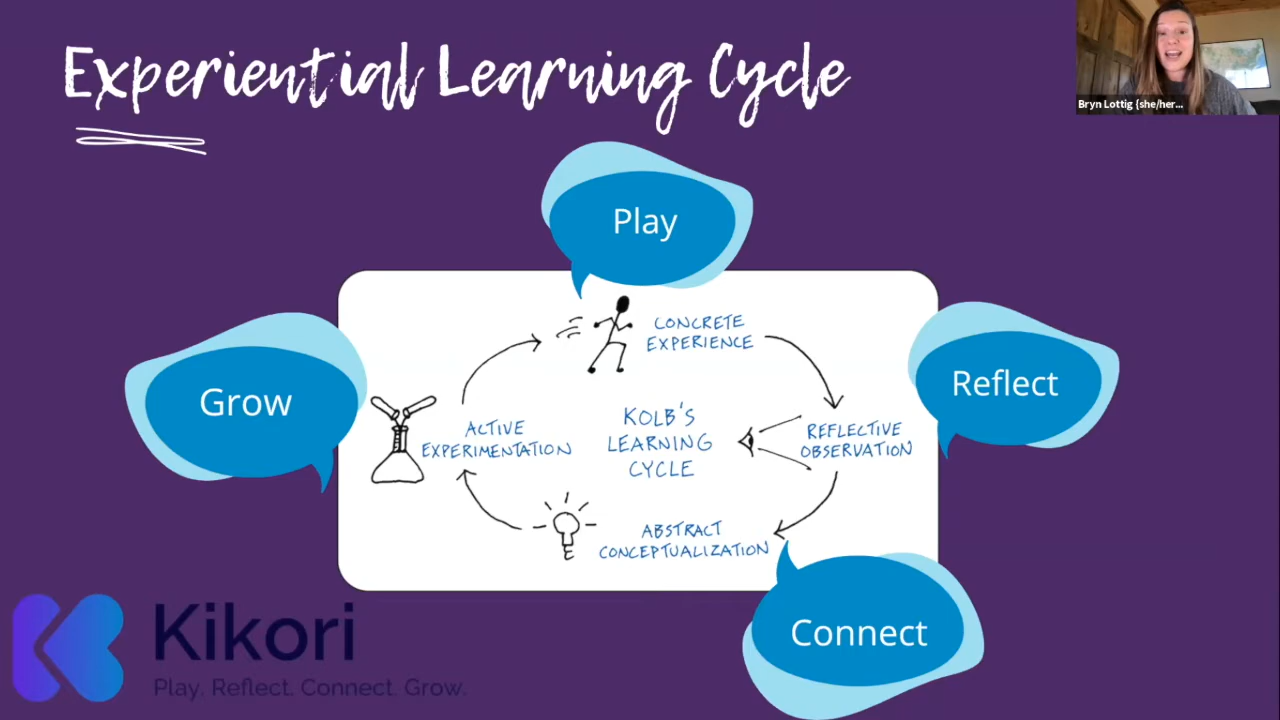 Experiential Learning Cycle
Bryn Lottig (she/her...
Play
CONCRETE
EXPERIENCE
Grow
Reflect
KOLB'S
LEARNING
CYCLE
ACTIVE
EXPERIMENTATION
REFLECTIVE
OBSERVATION
ABSTRACT
CONCEPTUALIZATION
Connect
Kikori
Play. Reflect. Connect. Grow.